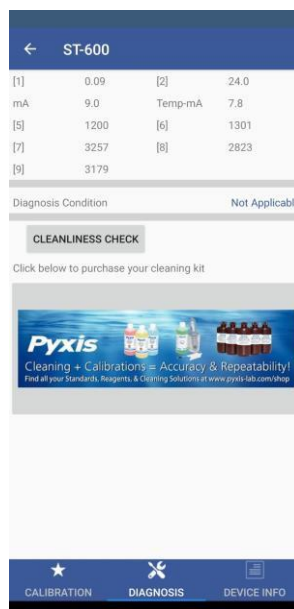 ← ST-600
[1] 0.09 [2] 24.0
mA 9.0 Temp-mA 7.8
[5] 1200 [6] 1301
[7] 3257 [8] 2823
[9] 3179
Diagnosis Condition Not Applicabl
CLEANLINESS CHECK
Click below to purchase your cleaning kit
Pyxis
Cleaning + Calibrations = Accuracy & Repeatability!
Find all your Standards, Reagents, & Cleaning Solutions at www.pyxis-lab.com/shop
CALIBRATION DIAGNOSIS DEVICE INFO